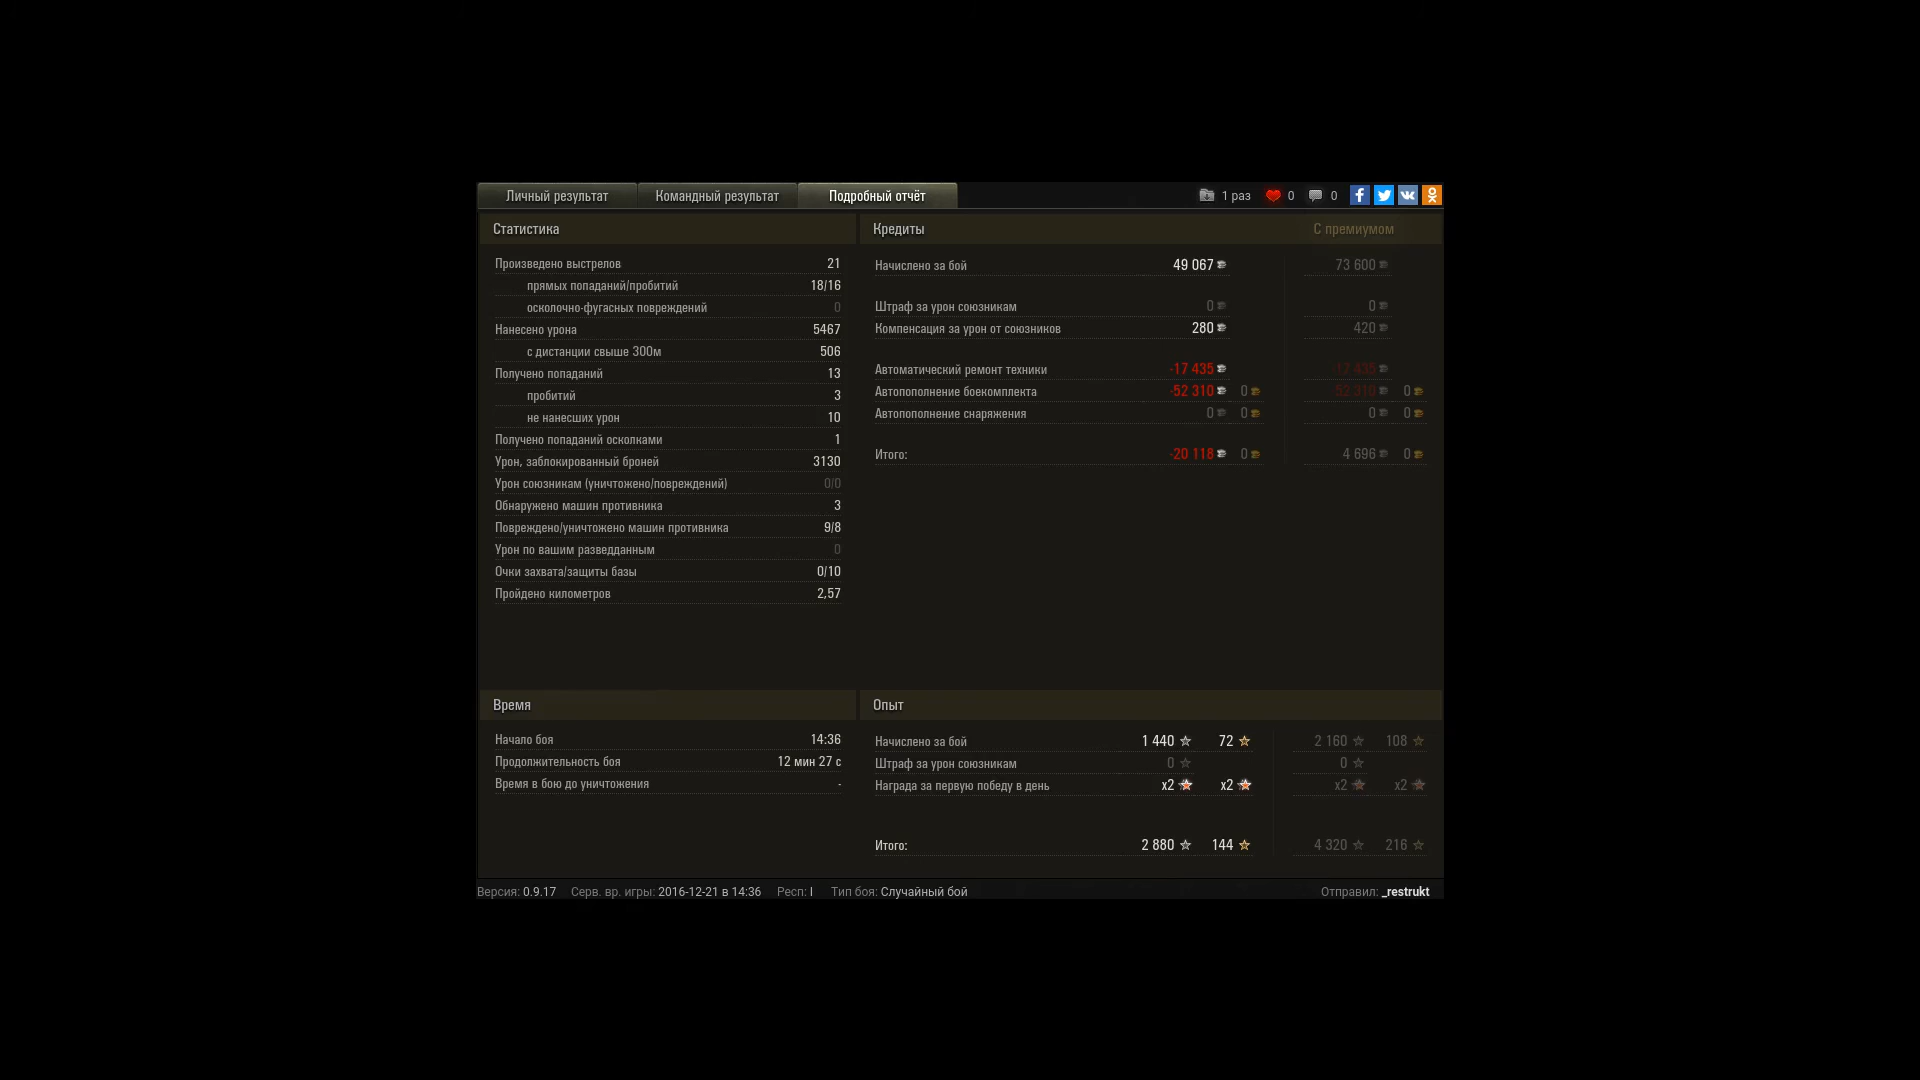 Личный результат Командный результат Подробный отчёт 1 раз 0 0
Статистика
Произведено выстрелов 21
прямых попаданий/пробитий 18/16
осколочно-фугасных повреждений 0
Нанесено урона 5467
с дистанции свыше 300м 506
Получено попаданий 13
пробитий 3
не нанесших урон 10
Получено попаданий осколками 1
Урон, заблокированный броней 3130
Урон союзникам (уничтожено/повреждений) 0/0
Обнаружено машин противника 3
Повреждено/уничтожено машин противника 9/8
Урон по вашим разведданным 0
Очки захвата/защиты базы 0/10
Пройдено километров 2,57
Кредиты С премиумом
Начислено за бой 49 067 73 600
Штраф за урон союзникам 0 0
Компенсация за урон от союзников 280 420
Автоматический ремонт техники -17 435 -17 435
Автопополнение боекомплекта -52 310 0 -52 310 0
Автопополнение снаряжения 0 0 0 0
Итого: -20 118 0 4 696 0
Время
Начало боя 14:36
Продолжительность боя 12 мин 27 с
Время в бою до уничтожения -
Опыт
Начислено за бой 1 440 72 2 160 108
Штраф за урон союзникам 0 0
Награда за первую победу в день x2 x2 x2 x2
Итого: 2 880 144 4 320 216
Версия: 0.9.17 Серв. вр. игры: 2016-12-21 в 14:36 Респ: I Тип боя: Случайный бой Отправил: _restrukt